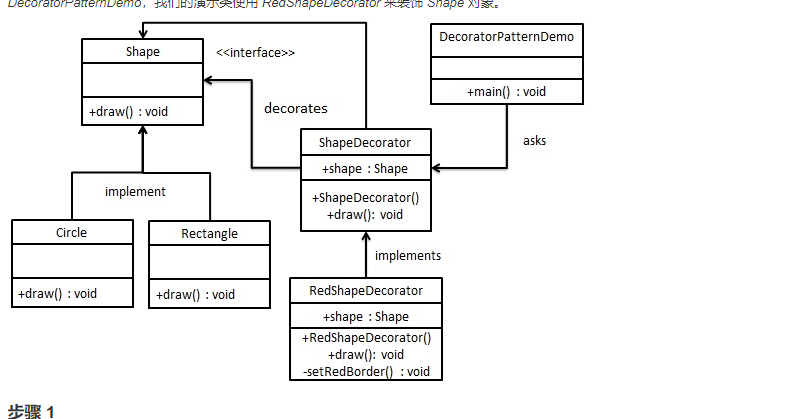 DecoratorPatternDemo，我们的演示类使用 RedShapeDecorator 来装饰 Shape 对象。
Shape
<<interface>>
+draw() : void
decorates
DecoratorPatternDemo
+main() : void
asks
ShapeDecorator
+shape : Shape
+ShapeDecorator()
+draw(): void
implement
Circle
+draw() : void
Rectangle
+draw() : void
implements
RedShapeDecorator
+shape : Shape
+RedShapeDecorator()
+draw(): void
-setRedBorder() : void
步骤 1